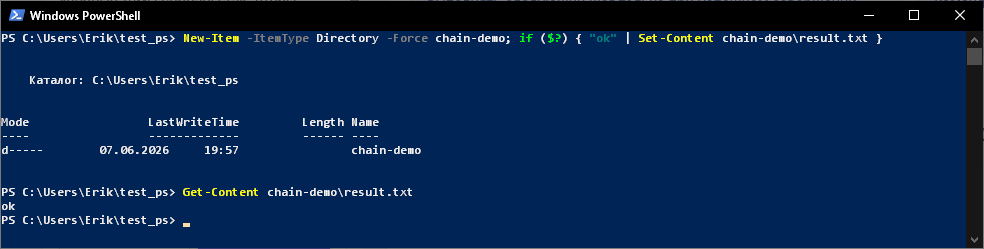 Windows PowerShell
PS C:\Users\Erik\test_ps> New-Item -ItemType Directory -Force chain-demo; if ($?) { "ok" | Set-Content chain-demo\result.txt }
Каталог: C:\Users\Erik\test_ps
Mode                 LastWriteTime         Length Name
----                 -------------         ------ ----
d-----        07.06.2026     19:57                chain-demo
PS C:\Users\Erik\test_ps> Get-Content chain-demo\result.txt
ok
PS C:\Users\Erik\test_ps>